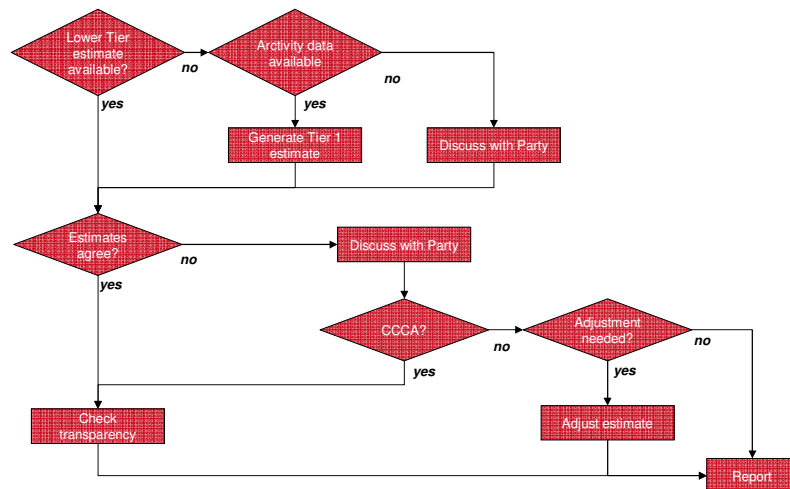 Lower Tier
estimate
available?
no
Arctivity data
available
no
yes
yes
Generate Tier 1
estimate
Discuss with Party
Estimates
agree?
no
Discuss with Party
yes
CCCA?
no
Adjustment
needed?
no
yes
yes
Check
transparency
Adjust estimate
Report